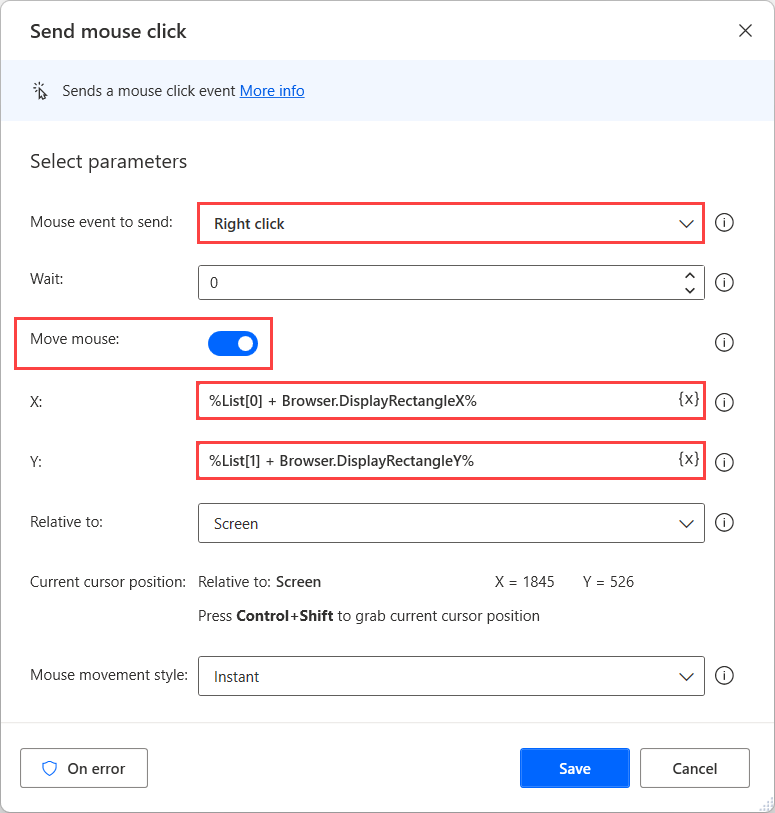 Send mouse click
Sends a mouse click event More info
Select parameters
Mouse event to send: Right click
Wait: 0
Move mouse:
X: %List[0] + Browser.DisplayRectangleX% {x}
Y: %List[1] + Browser.DisplayRectangleY% {x}
Relative to: Screen
Current cursor position: Relative to: Screen X = 1845 Y = 526
Press Control+Shift to grab current cursor position
Mouse movement style: Instant
On error Save Cancel